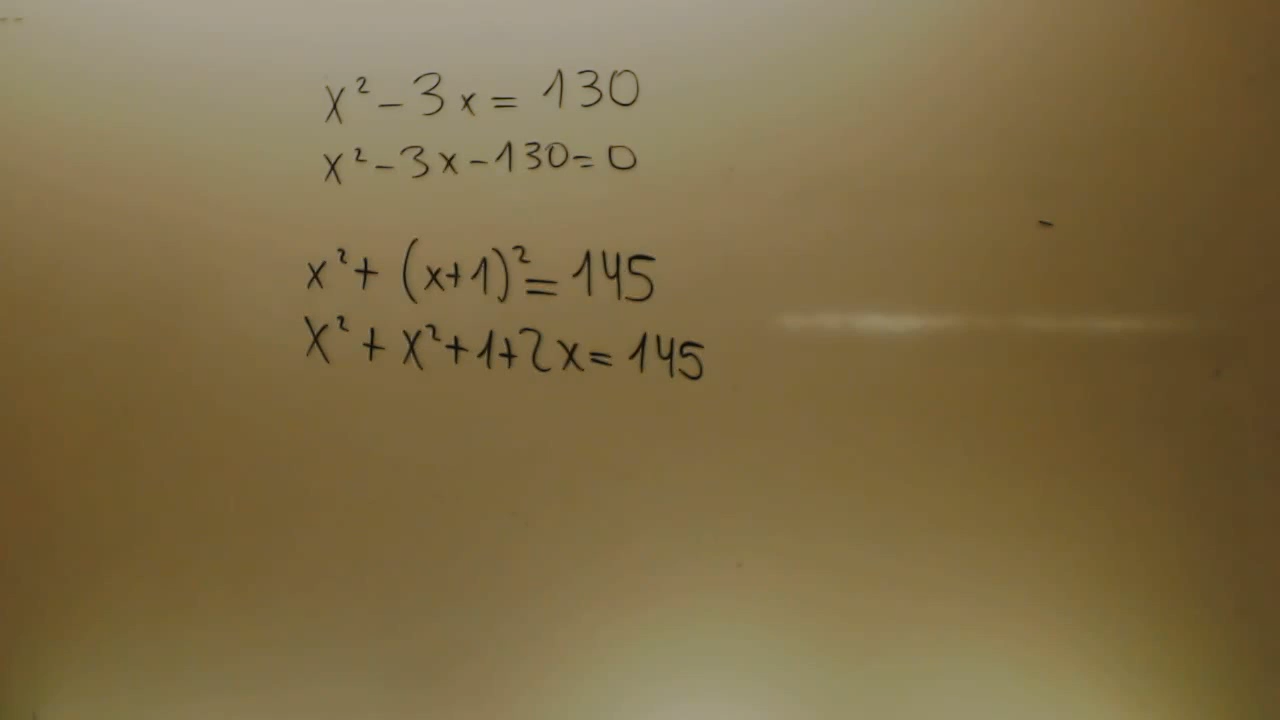 x² - 3x = 130
x² - 3x - 130 = 0
x² + (x+1)² = 145
x² + x² + 1 + 2x = 145